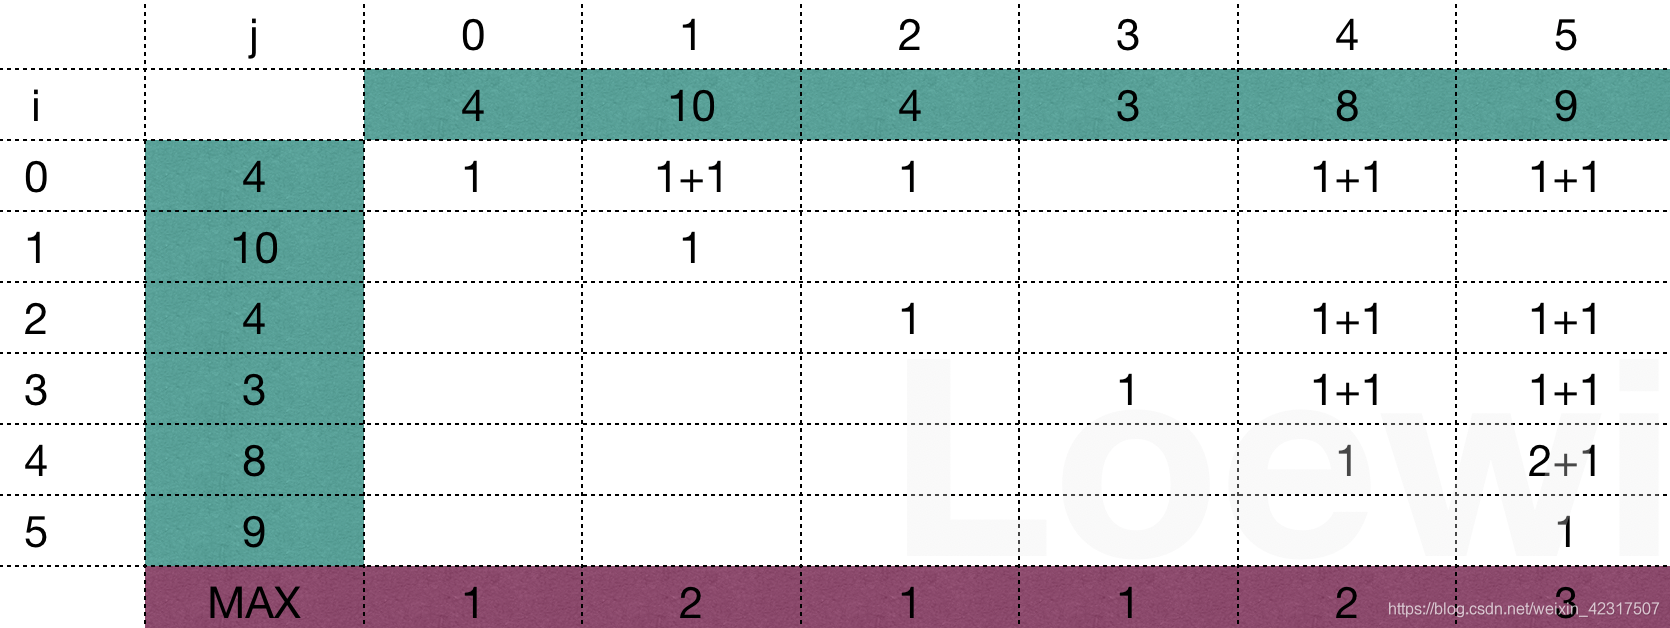 j 0 1 2 3 4 5
i 4 10 4 3 8 9
0 4 1 1+1 1 1+1 1+1
1 10 1
2 4 1 1+1 1+1
3 3 1 1+1 1+1
4 8 1 2+1
5 9 1
MAX 1 2 1 1 2 3
Loewi
https://blog.csdn.net/weixin_42317507